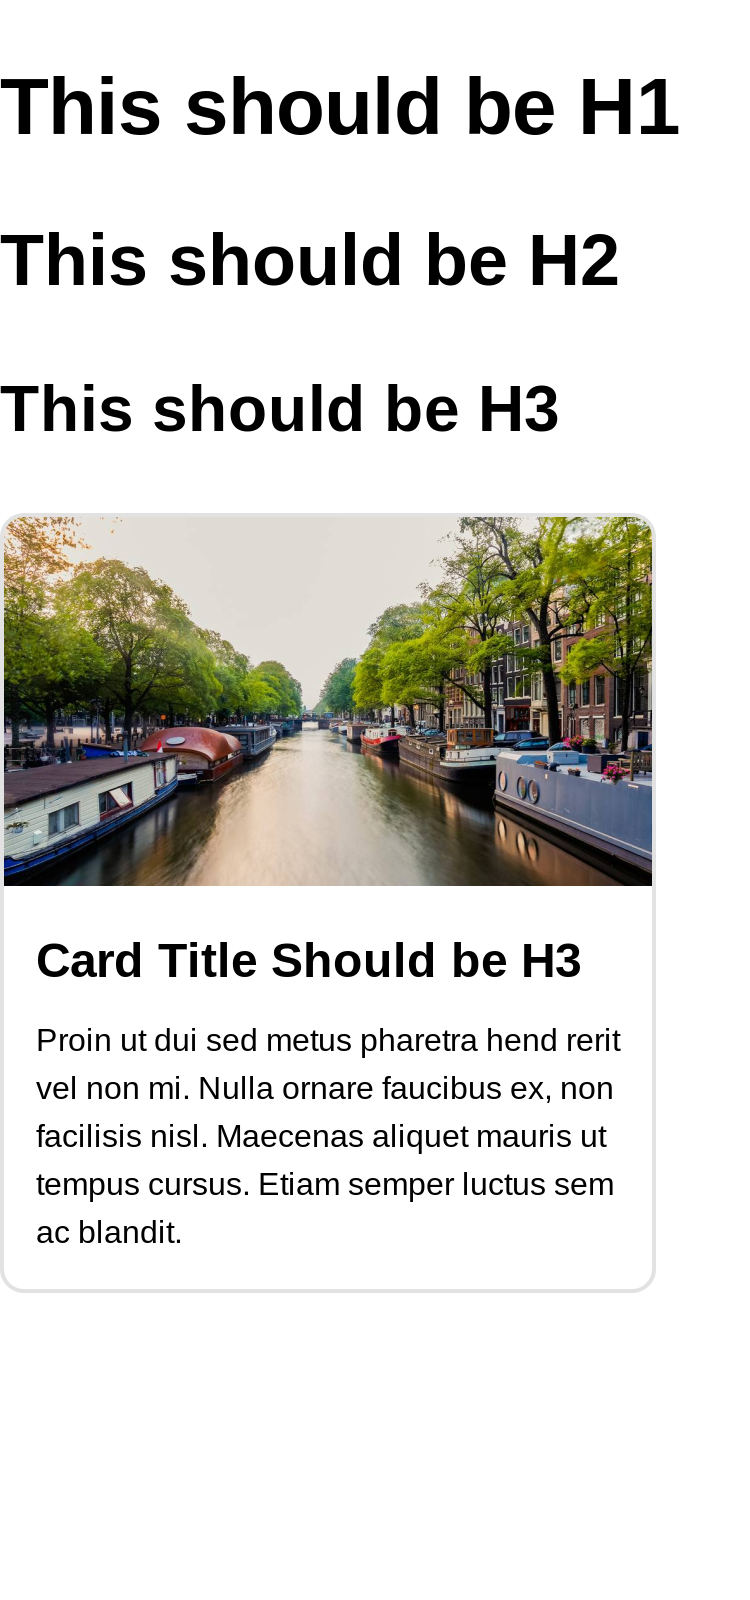 This should be H1
This should be H2
This should be H3
Card Title Should be H3
Proin ut dui sed metus pharetra hend rerit
vel non mi. Nulla ornare faucibus ex, non
facilisis nisl. Maecenas aliquet mauris ut
tempus cursus. Etiam semper luctus sem
ac blandit.